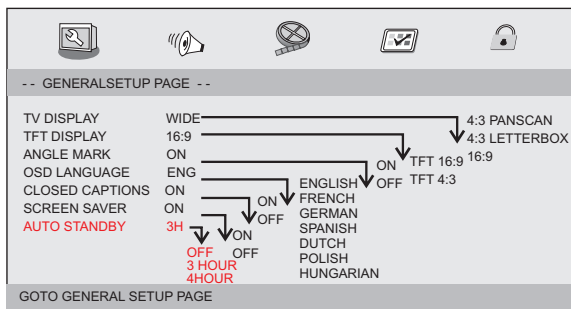 - - GENERALSETUP PAGE - -
TV DISPLAY WIDE
TFT DISPLAY 16:9
ANGLE MARK ON
OSD LANGUAGE ENG
CLOSED CAPTIONS ON
SCREEN SAVER ON
AUTO STANDBY 3H
4:3 PANSCAN
4:3 LETTERBOX
16:9
TFT 16:9
TFT 4:3
ON
OFF
ENGLISH
FRENCH
GERMAN
SPANISH
DUTCH
POLISH
HUNGARIAN
ON
OFF
ON
OFF
OFF
3 HOUR
4HOUR
GOTO GENERAL SETUP PAGE